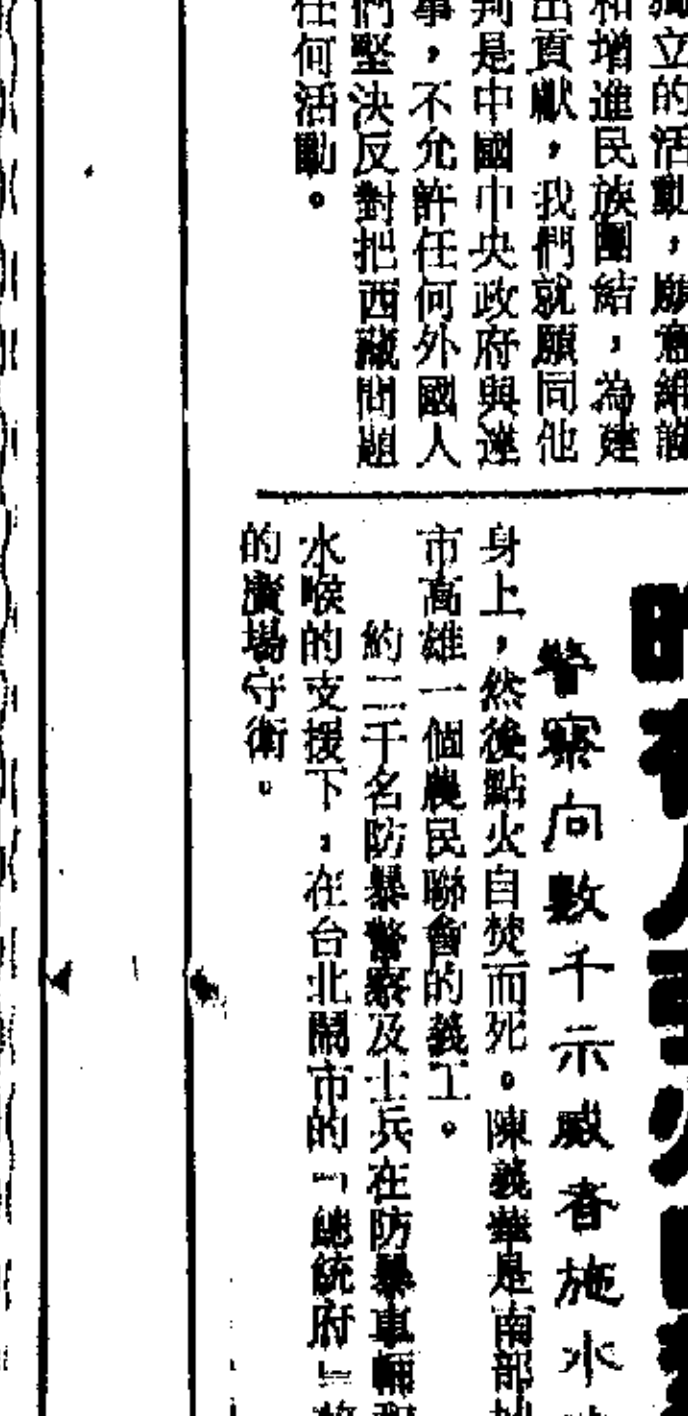 獨立的活動，願意維護
和增進民族團結，為建
出貢獻，我們就願同他
判是中國中央政府與達
事，不允許任何外國人
們堅決反對把西藏問題
任何活動。
警察向數千示威者施水
身上，然後點火自焚而死。陳義華是南部
市高雄一個農民聯會的義工。
約二千名防暴警察及士兵在防暴車輛和
水喉的支援下，在台北鬧市的「總統府」前
的廣場守衛。